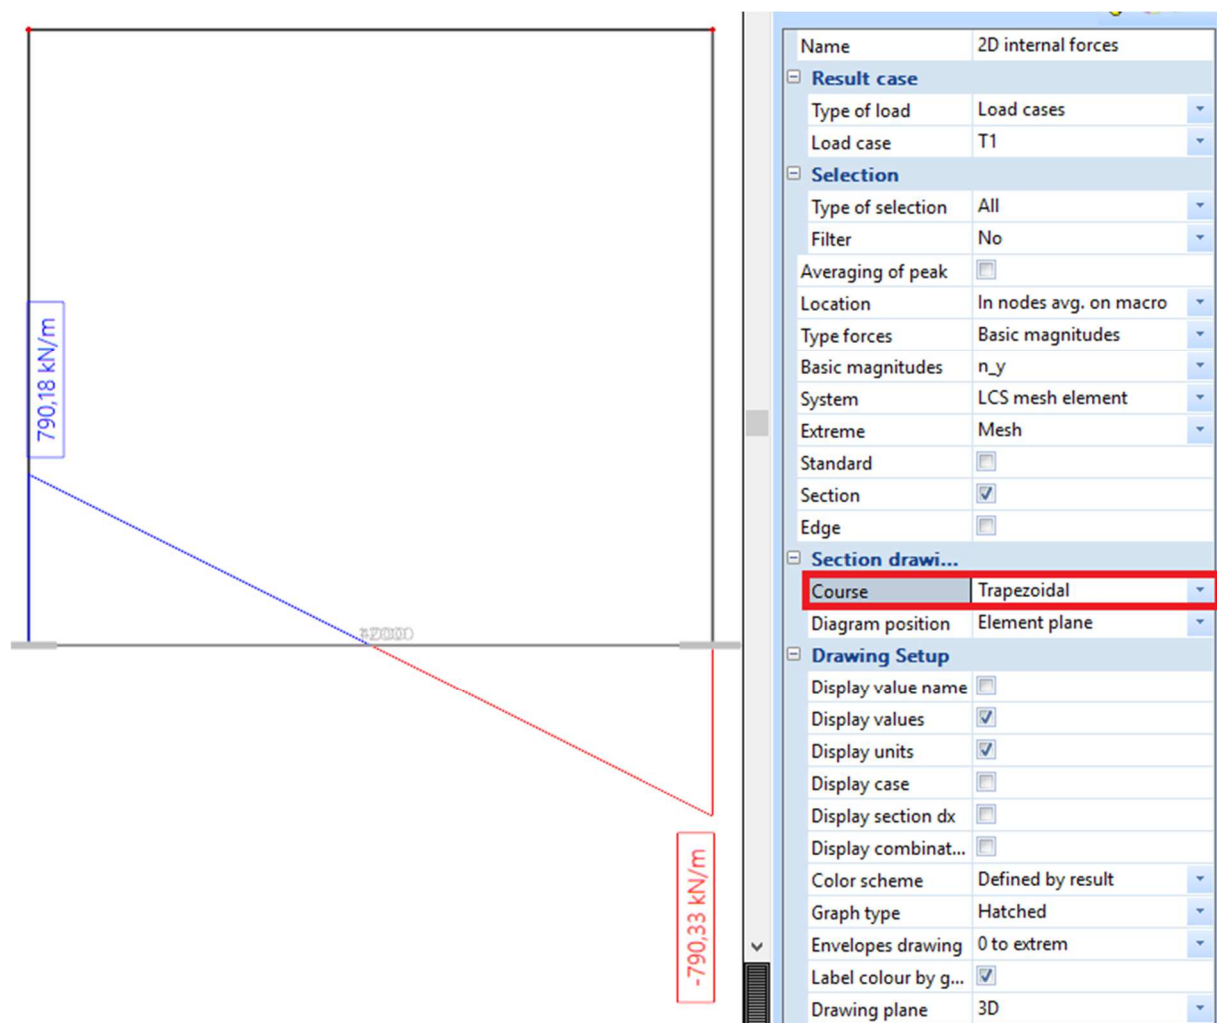 790,18 kN/m
-790,33 kN/m
Name 2D internal forces
Result case
Type of load Load cases
Load case T1
Selection
Type of selection All
Filter No
Averaging of peak
Location In nodes avg. on macro
Type forces Basic magnitudes
Basic magnitudes n_y
System LCS mesh element
Extreme Mesh
Standard
Section
Edge
Section drawi...
Course Trapezoidal
Diagram position Element plane
Drawing Setup
Display value name
Display values
Display units
Display case
Display section dx
Display combinat...
Color scheme Defined by result
Graph type Hatched
Envelopes drawing 0 to extrem
Label colour by g...
Drawing plane 3D